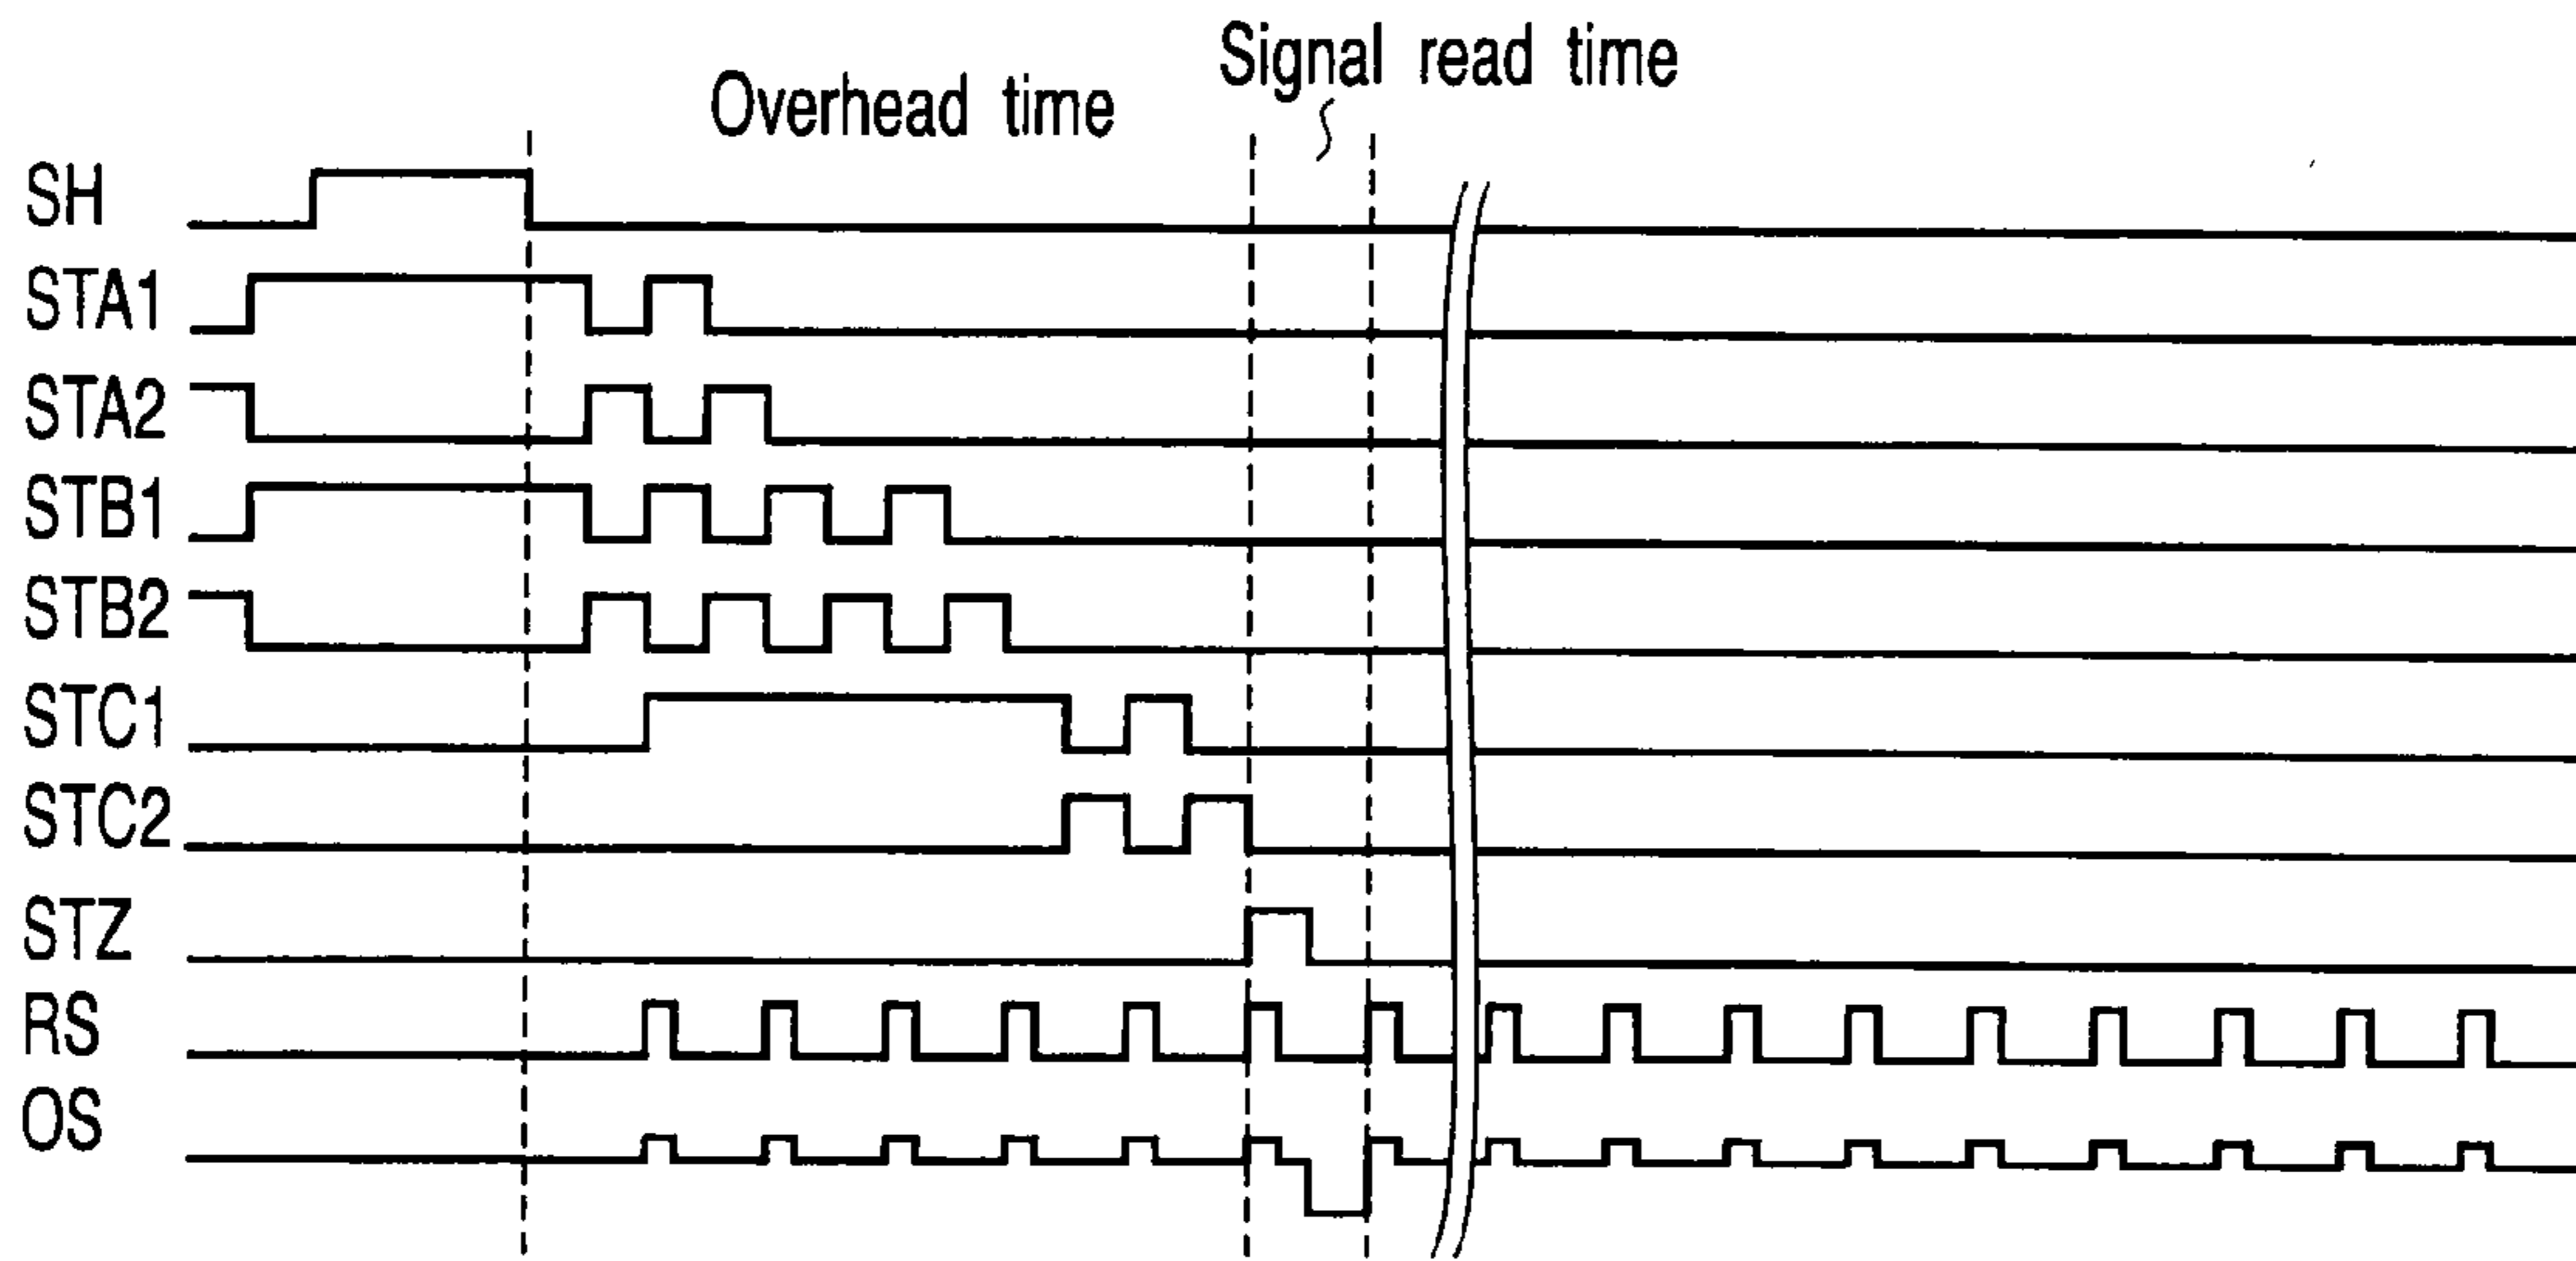 Signal read time
Overhead time
SH
STA1
STA2
STB1
STB2
STC1
STC2
STZ
RS
OS